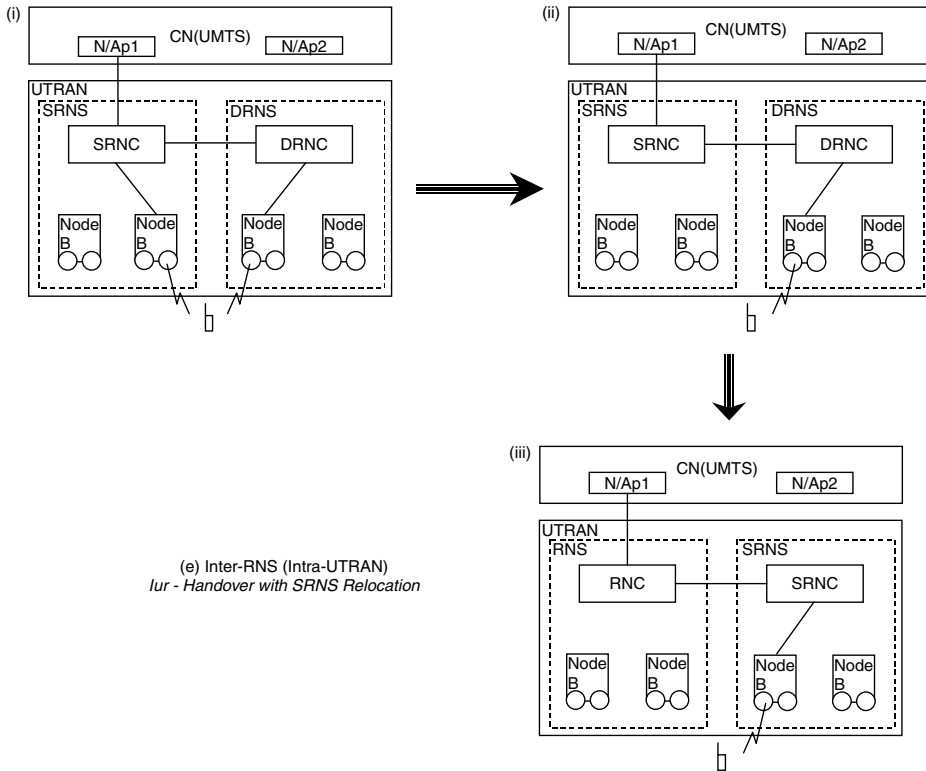 (i)
CN(UMTS)
N/Ap1
N/Ap2
UTRAN
SRNS
DRNS
SRNC
DRNC
Node
B
Node
B
Node
B
Node
B
(ii)
CN(UMTS)
N/Ap1
N/Ap2
UTRAN
SRNS
DRNS
SRNC
DRNC
Node
B
Node
B
Node
B
Node
B
(iii)
CN(UMTS)
N/Ap1
N/Ap2
UTRAN
RNS
SRNS
RNC
SRNC
Node
B
Node
B
Node
B
Node
B
(e) Inter-RNS (Intra-UTRAN)
Iur - Handover with SRNS Relocation